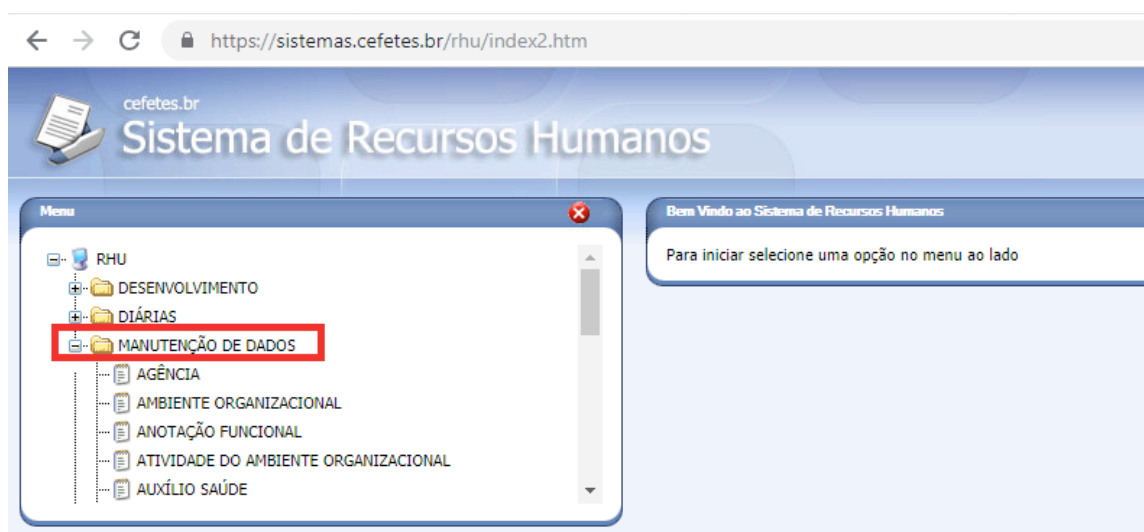 https://sistemas.cefetes.br/rhu/index2.htm
cefetes.br
Sistema de Recursos Humanos
Menu
RHU
DESENVOLVIMENTO
DIÁRIAS
MANUTENÇÃO DE DADOS
AGÊNCIA
AMBIENTE ORGANIZACIONAL
ANOTAÇÃO FUNCIONAL
ATIVIDADE DO AMBIENTE ORGANIZACIONAL
AUXÍLIO SAÚDE
Bem Vindo ao Sistema de Recursos Humanos
Para iniciar selecione uma opção no menu ao lado